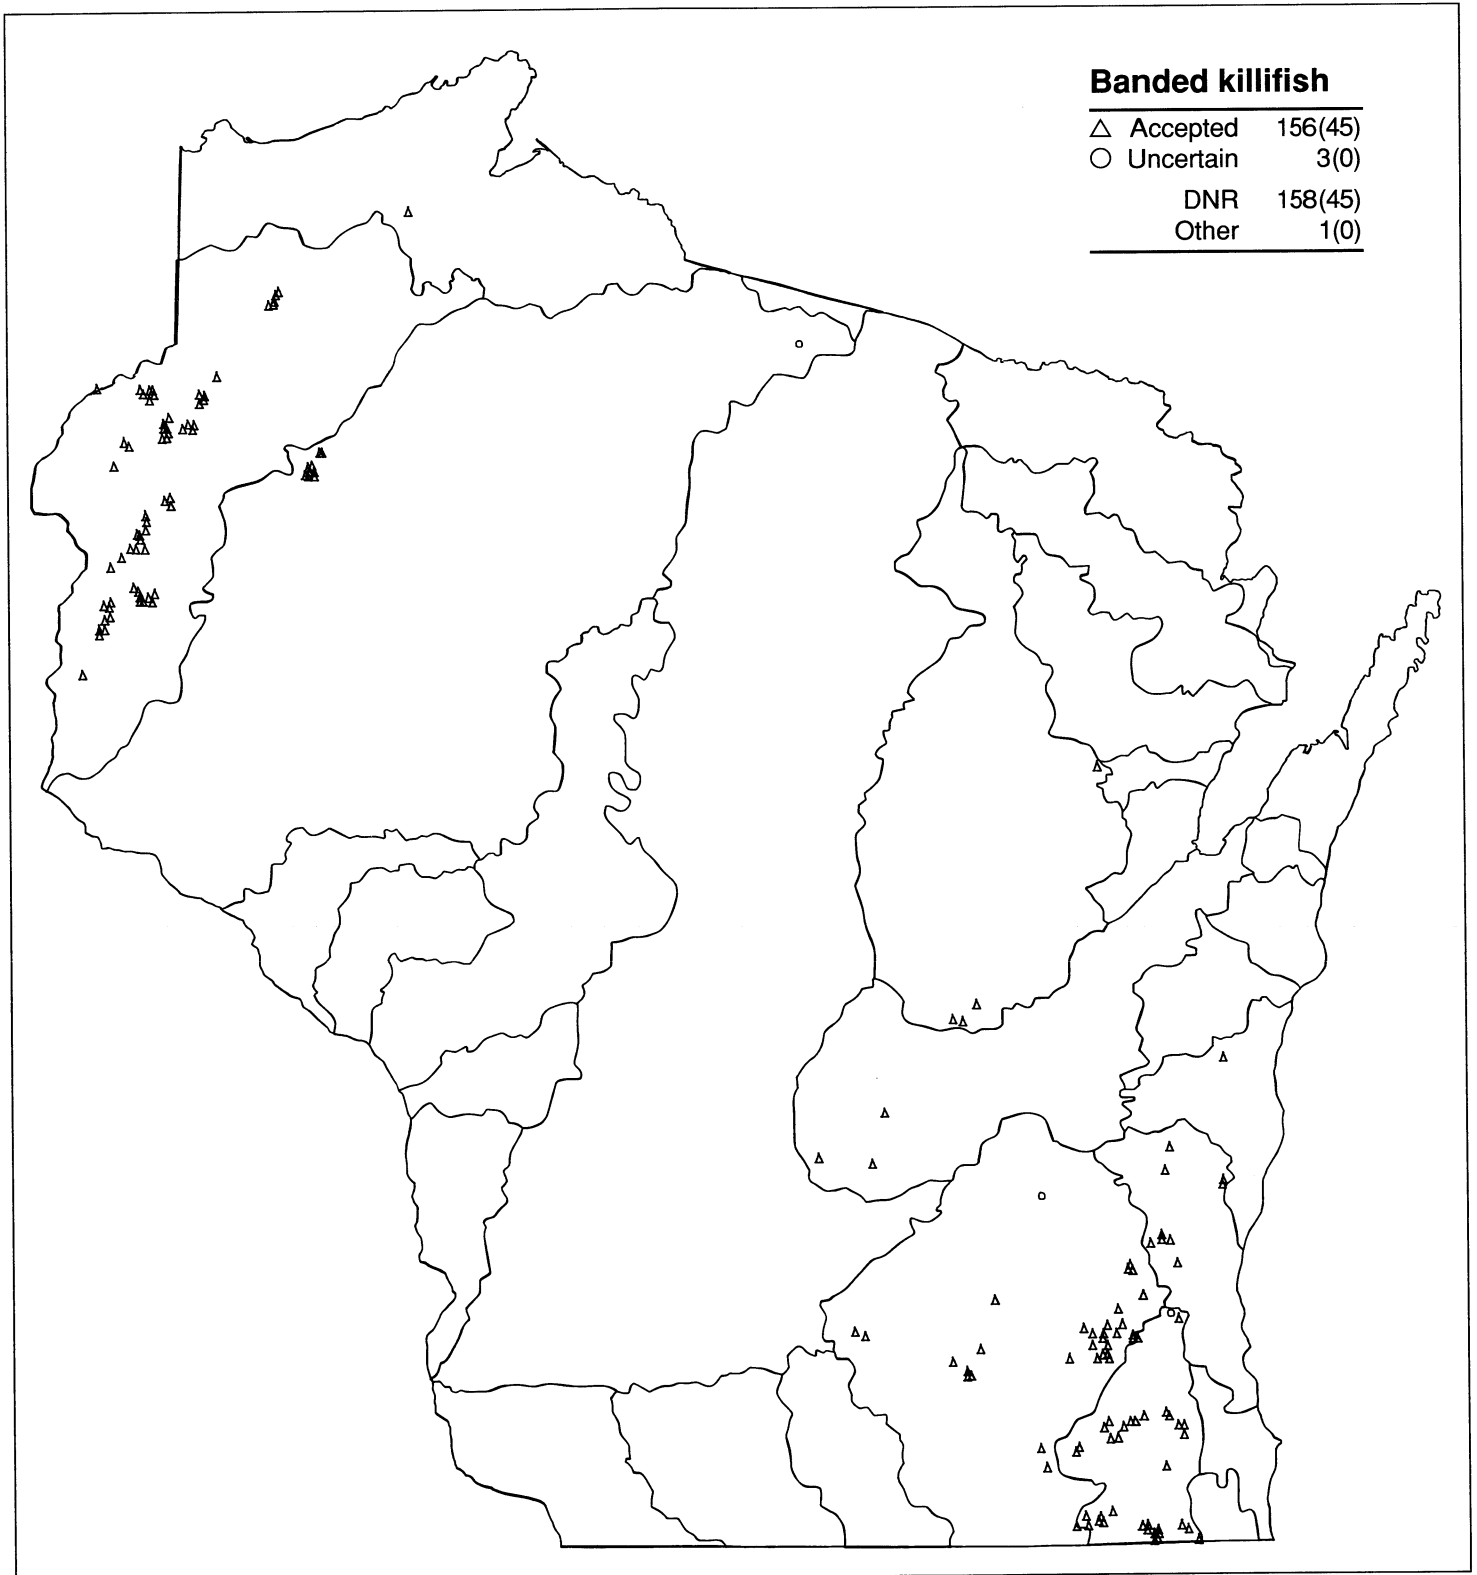 Banded killifish
△ Accepted 156(45)
○ Uncertain 3(0)
DNR 158(45)
Other 1(0)